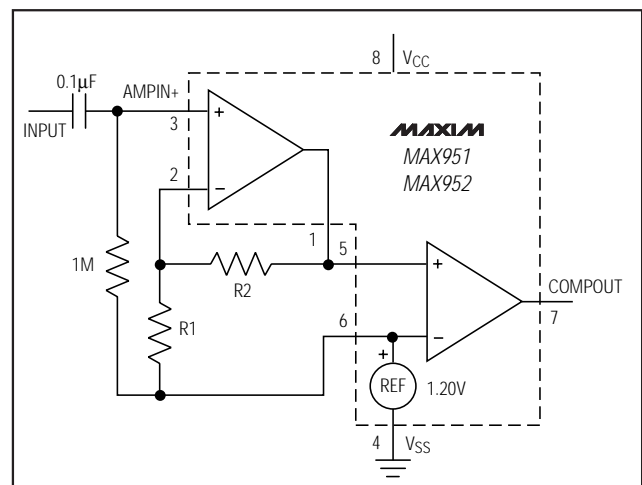 8 VCC
0.1μF
AMPIN+
INPUT
3
+
MAXIM
MAX951
MAX952
2
−
1
5
+
1M
R2
COMPOUT
R1
6
−
7
+
REF
1.20V
4
VSS